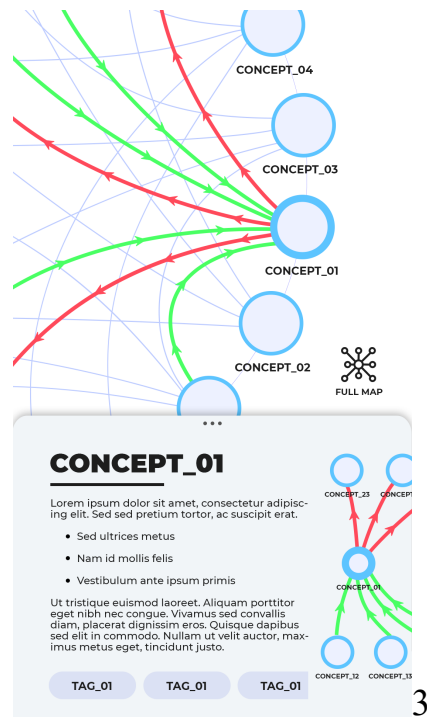 CONCEPT_04
CONCEPT_03
CONCEPT_01
CONCEPT_02
FULL MAP
CONCEPT_01
Lorem ipsum dolor sit amet, consectetur adipisc-
ing elit. Sed sed pretium tortor, ac suscipit erat.
Sed ultrices metus
Nam id mollis felis
Vestibulum ante ipsum primis
Ut tristique euismod laoreet. Aliquam porttitor
eget nibh nec congue. Vivamus sed convallis
diam, placerat dignissim eros. Quisque dapibus
sed elit in commodo. Nullam ut velit auctor, max-
imus metus eget, tincidunt justo.
TAG_01 TAG_01 TAG_01
CONCEPT_23 CONCEPT
CONCEPT_01
CONCEPT_12 CONCEPT_13
3